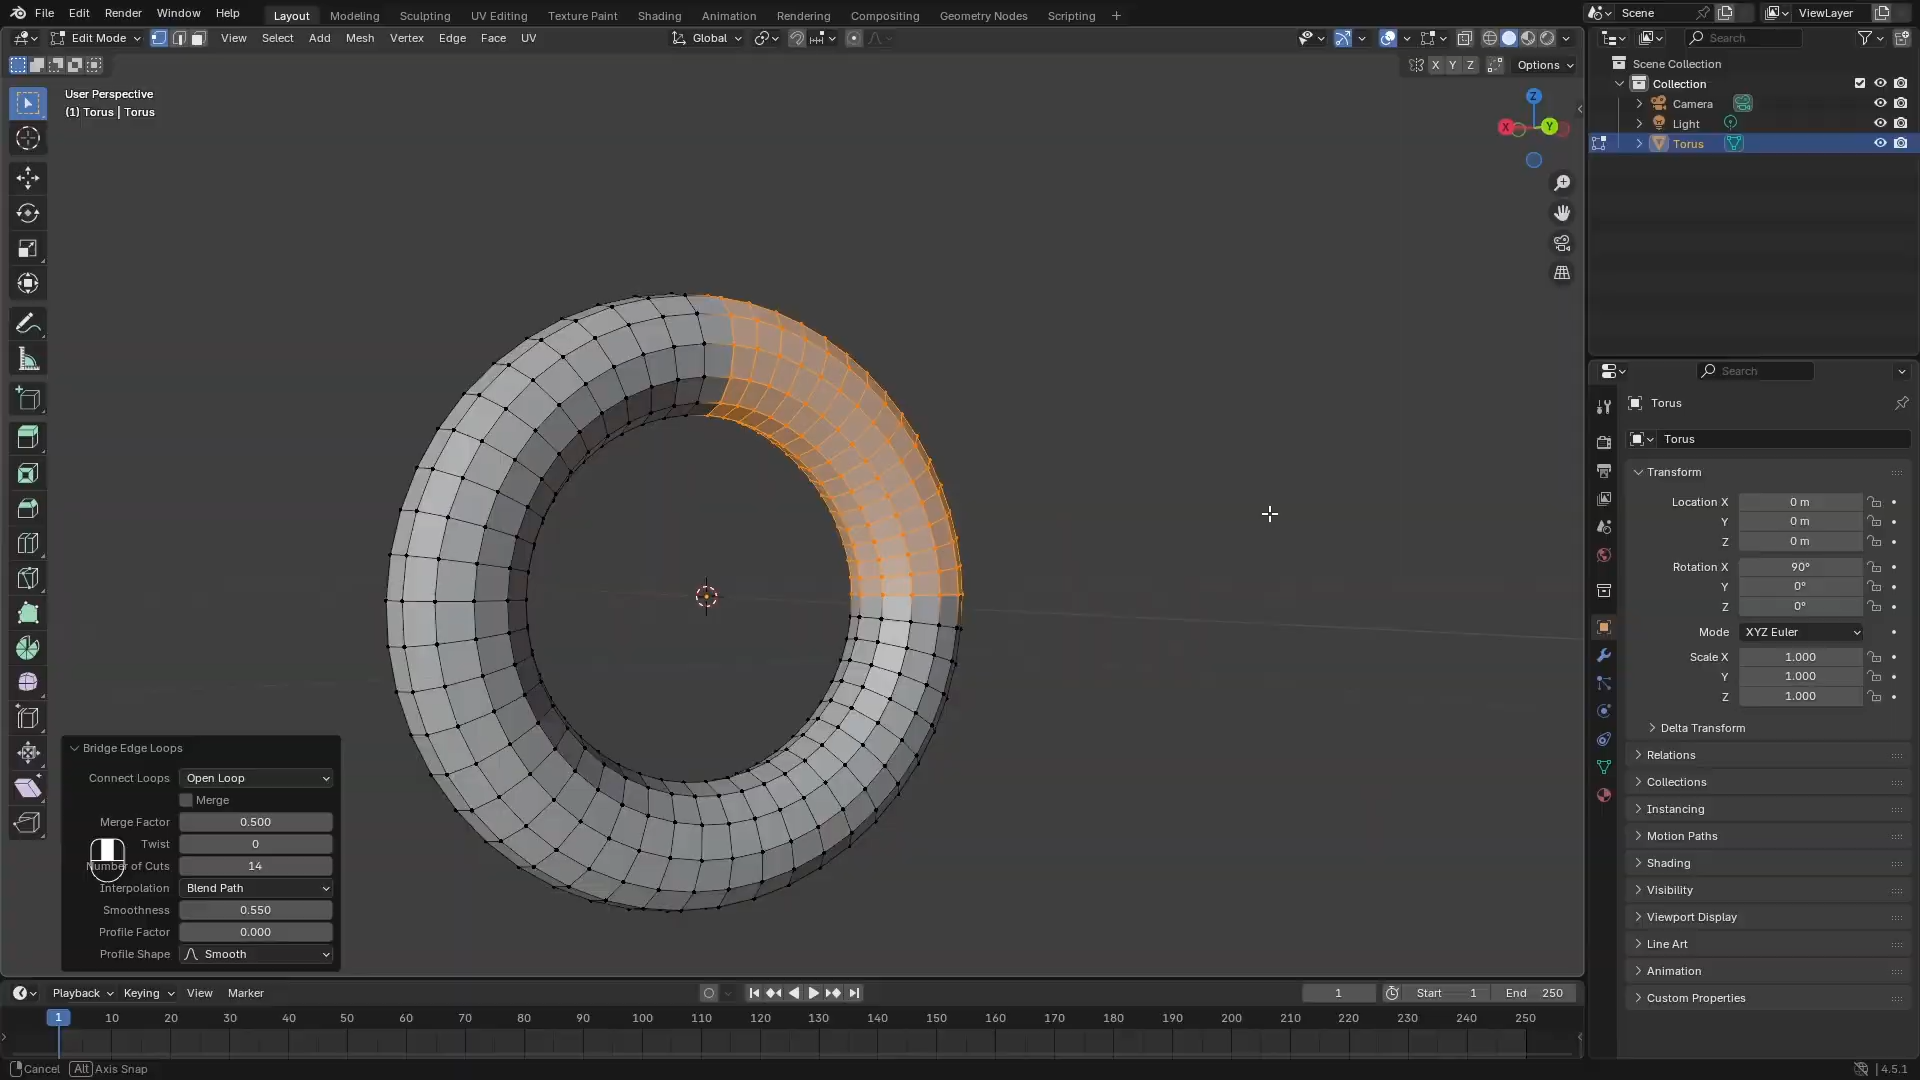 File Edit Render Window Help Layout Modeling Sculpting UV Editing Texture Paint Shading Animation Rendering Compositing Geometry Nodes Scripting + Scene ViewLayer
Edit Mode View Select Add Mesh Vertex Edge Face UV Global Search
X Y Z Options
User Perspective
(1) Torus | Torus
Z
X
Y
Scene Collection
Collection
Camera
Light
Torus
Search
Torus
Torus
Transform
Location X 0 m
Y 0 m
Z 0 m
Rotation X 90°
Y 0°
Z 0°
Mode XYZ Euler
Scale X 1.000
Y 1.000
Z 1.000
Delta Transform
Relations
Collections
Instancing
Motion Paths
Shading
Visibility
Viewport Display
Line Art
Animation
Custom Properties
Bridge Edge Loops
Connect Loops Open Loop
Merge
Merge Factor 0.500
Twist 0
Number of Cuts 14
Interpolation Blend Path
Smoothness 0.550
Profile Factor 0.000
Profile Shape Smooth
Playback Keying View Marker 1 Start 1 End 250
1 10 20 30 40 50 60 70 80 90 100 110 120 130 140 150 160 170 180 190 200 210 220 230 240 250
Cancel Alt Axis Snap 4.5.1